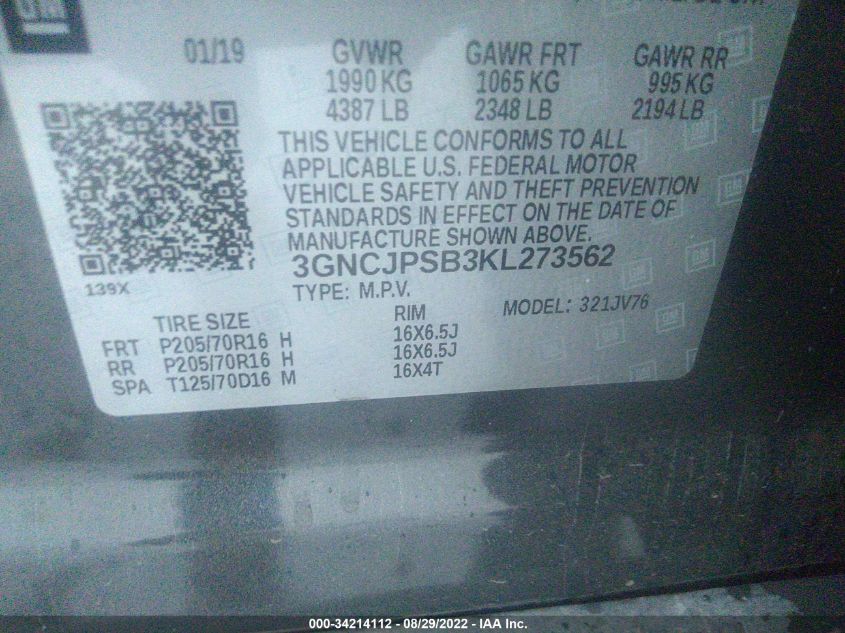 GM
01/19 GVWR GAWR FRT GAWR RR
1990 KG 1065 KG 995 KG
4387 LB 2348 LB 2194 LB
THIS VEHICLE CONFORMS TO ALL
APPLICABLE U.S. FEDERAL MOTOR
VEHICLE SAFETY AND THEFT PREVENTION
STANDARDS IN EFFECT ON THE DATE OF
MANUFACTURE SHOWN ABOVE.
3GNCJPSB3KL273562
139X
TYPE: M.P.V. MODEL: 321JV76
TIRE SIZE RIM
FRT P205/70R16 H 16X6.5J
RR P205/70R16 H 16X6.5J
SPA T125/70D16 M 16X4T
000-34214112 - 08/29/2022 - IAA Inc.